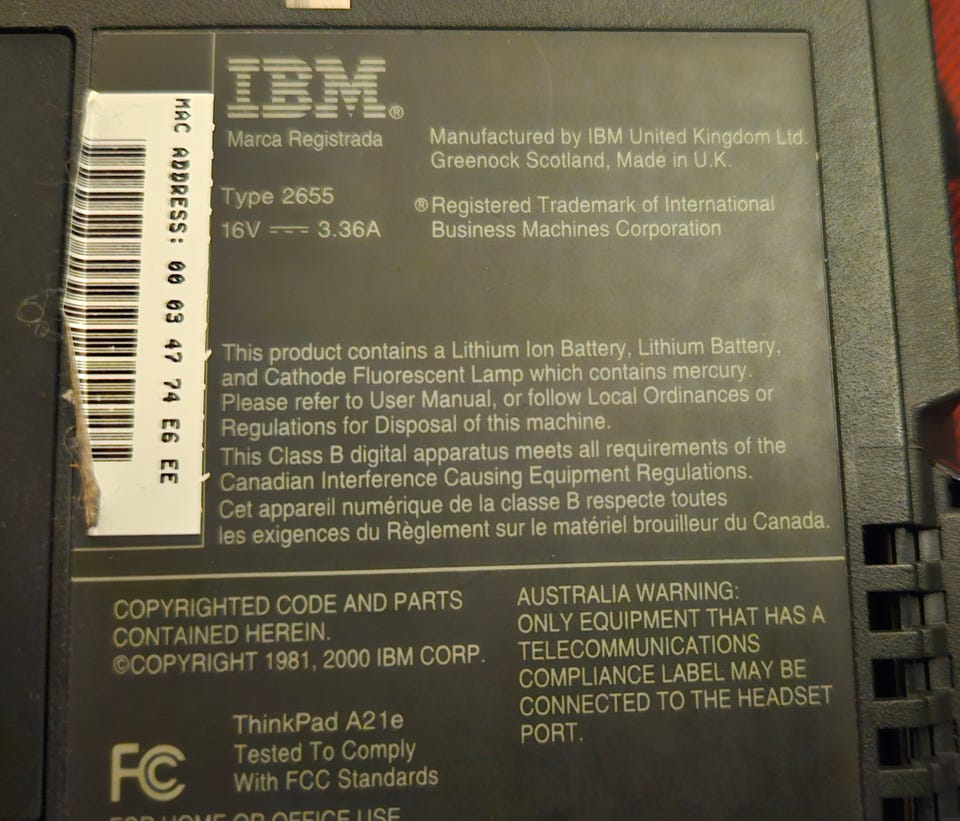 MAC ADDRESS: 00 03 47 74 E6 EE
IBM®
Marca Registrada
Type 2655
16V ⎓ 3.36A
Manufactured by IBM United Kingdom Ltd.
Greenock Scotland, Made in U.K.
®Registered Trademark of International
Business Machines Corporation
This product contains a Lithium Ion Battery, Lithium Battery,
and Cathode Fluorescent Lamp which contains mercury.
Please refer to User Manual, or follow Local Ordinances or
Regulations for Disposal of this machine.
This Class B digital apparatus meets all requirements of the
Canadian Interference Causing Equipment Regulations.
Cet appareil numérique de la classe B respecte toutes
les exigences du Règlement sur le matériel brouilleur du Canada.
COPYRIGHTED CODE AND PARTS
CONTAINED HEREIN.
©COPYRIGHT 1981, 2000 IBM CORP.
AUSTRALIA WARNING:
ONLY EQUIPMENT THAT HAS A
TELECOMMUNICATIONS
COMPLIANCE LABEL MAY BE
CONNECTED TO THE HEADSET
PORT.
FC
ThinkPad A21e
Tested To Comply
With FCC Standards
FOR HOME OR OFFICE USE